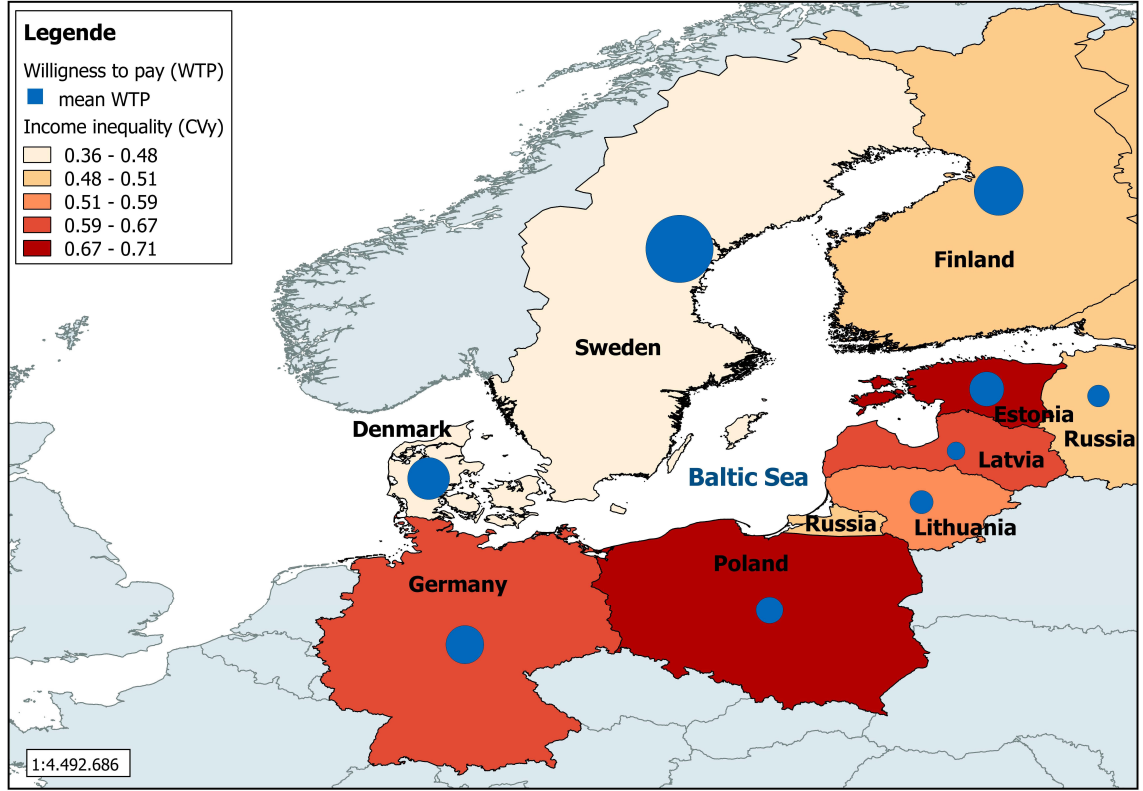 Legende
Willigness to pay (WTP)
mean WTP
Income inequality (CVy)
0.36 - 0.48
0.48 - 0.51
0.51 - 0.59
0.59 - 0.67
0.67 - 0.71
Finland
Sweden
Estonia
Denmark
Russia
Latvia
Baltic Sea
Russia
Lithuania
Poland
Germany
1:4.492.686